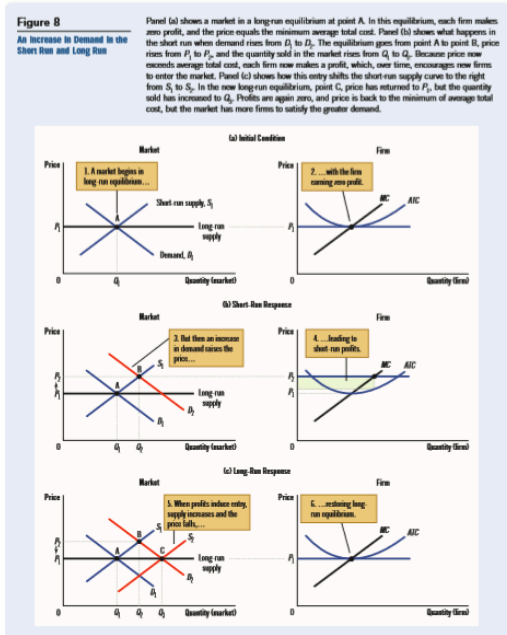 Figure 8
An Increase in Demand in the
Short Run and Long Run
Panel (a) shows a market in a long-run equilibrium at point A. In this equilibrium, each firm makes
zero profit, and the price equals the minimum average total cost. Panel (b) shows what happens in
the short run when demand rises from D₁ to D₂. The equilibrium goes from point A to point B, price
rises from P₁ to P₂, and the quantity sold in the market rises from Q₁ to Q₂. Because price now
exceeds average total cost, each firm now makes a profit, which, over time, encourages new firms
to enter the market. Panel (c) shows how this entry shifts the short-run supply curve to the right
from S₁ to S₂. In the new long-run equilibrium, point C, price has returned to P₁, but the quantity
sold has increased to Q₃. Profits are again zero, and price is back to the minimum of average total
cost, but the market has more firms to satisfy the greater demand.
(a) Initial Condition
Market
Firm
Price
1. A market begins in
long-run equilibrium…
A
Short-run supply, S₁
P₁
Long-run
supply
Demand, D₁
0
Q₁
Quantity (market)
Price
2. …with the firm
earning zero profit.
MC
ATC
P₁
0
Quantity (firm)
(b) Short-Run Response
Market
Firm
Price
3. But then an increase
in demand raises the
price…
B
S₁
P₂
A
P₁
Long-run
supply
D₂
D₁
0
Q₁
Q₂
Quantity (market)
Price
4. …leading to
short-run profits.
MC
ATC
P₂
P₁
0
Quantity (firm)
(c) Long-Run Response
Market
Firm
Price
5. When profits induce entry,
supply increases and the
price falls,…
S₁
B
S₂
P₂
A
C
P₁
Long-run
supply
D₂
D₁
0
Q₁
Q₂
Q₃
Quantity (market)
Price
6. …restoring long-
run equilibrium.
MC
ATC
P₁
0
Quantity (firm)